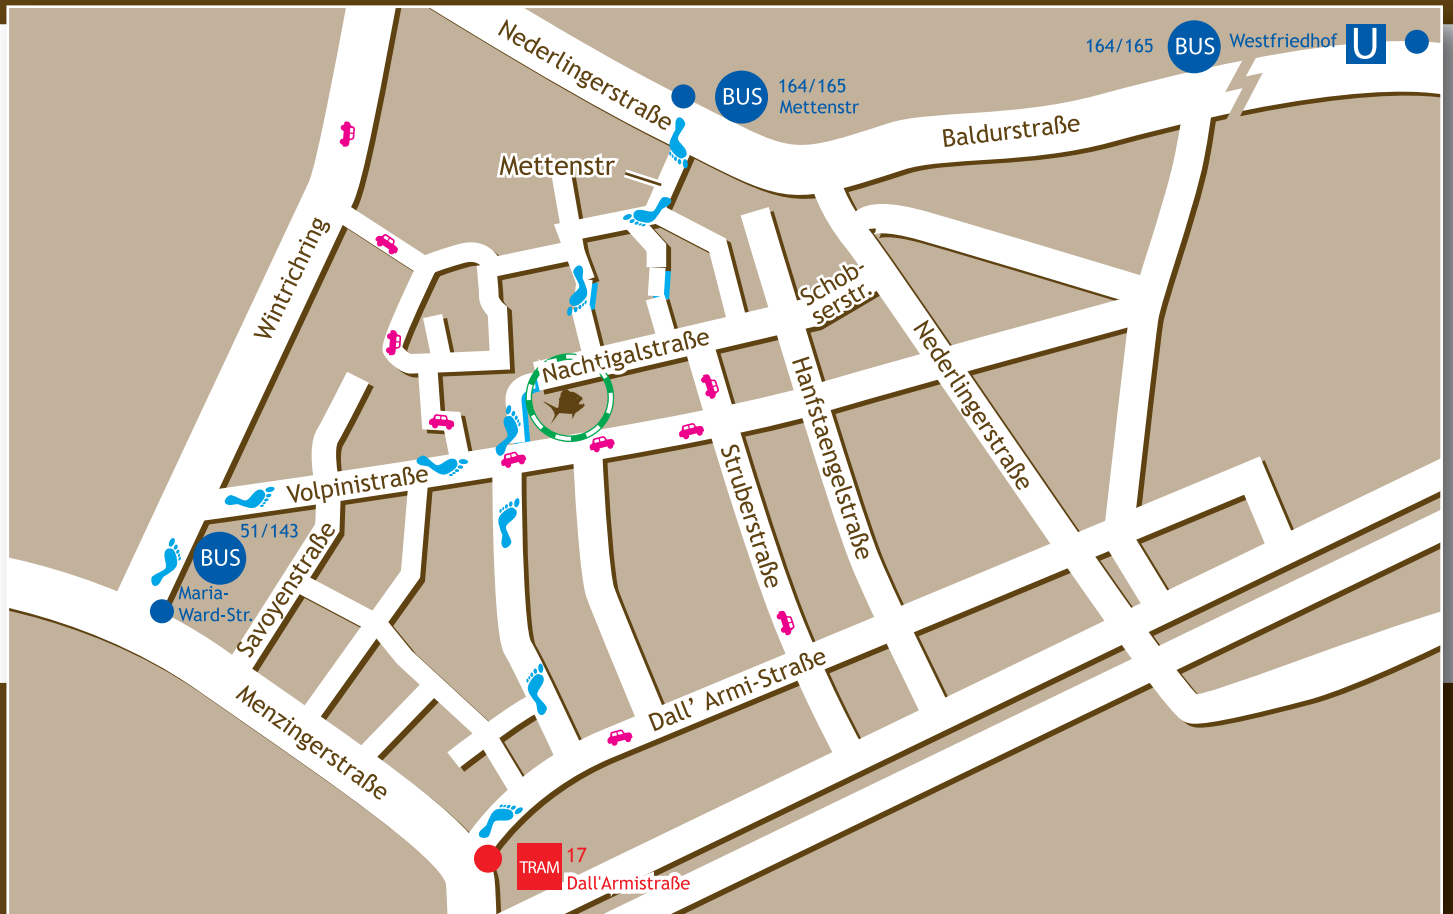 Nederlingerstraße
164/165
BUS
Westfriedhof
U
BUS
164/165
Mettenstr
Baldurstraße
Mettenstr
Wintrichring
Schob-
serstr.
Nachtigalstraße
Nederlingerstraße
Hanfstaengelstraße
Struberstraße
Volpinistraße
51/143
BUS
Maria-
Ward-Str.
Savoyenstraße
Dall’ Armi-Straße
Menzingerstraße
TRAM
17
Dall'Armistraße